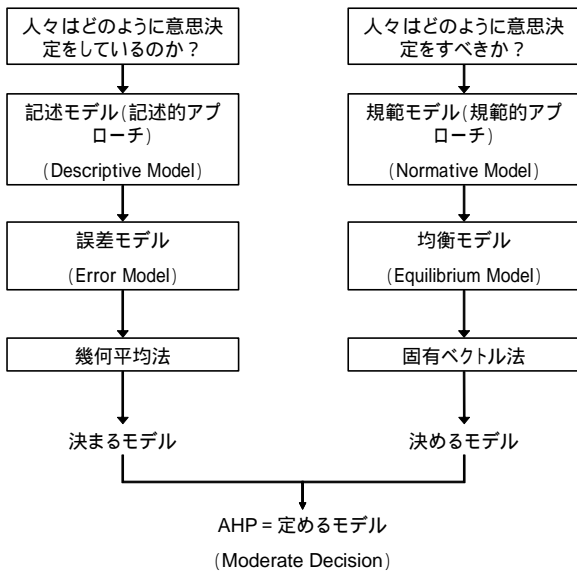 人々はどのように意思決
定をしているのか？
記述モデル(記述的アプ
ローチ)
(Descriptive Model)
誤差モデル
(Error Model)
幾何平均法
決まるモデル
人々はどのように意思決
定をすべきか？
規範モデル(規範的アプ
ローチ)
(Normative Model)
均衡モデル
(Equilibrium Model)
固有ベクトル法
決めるモデル
AHP = 定めるモデル
(Moderate Decision)